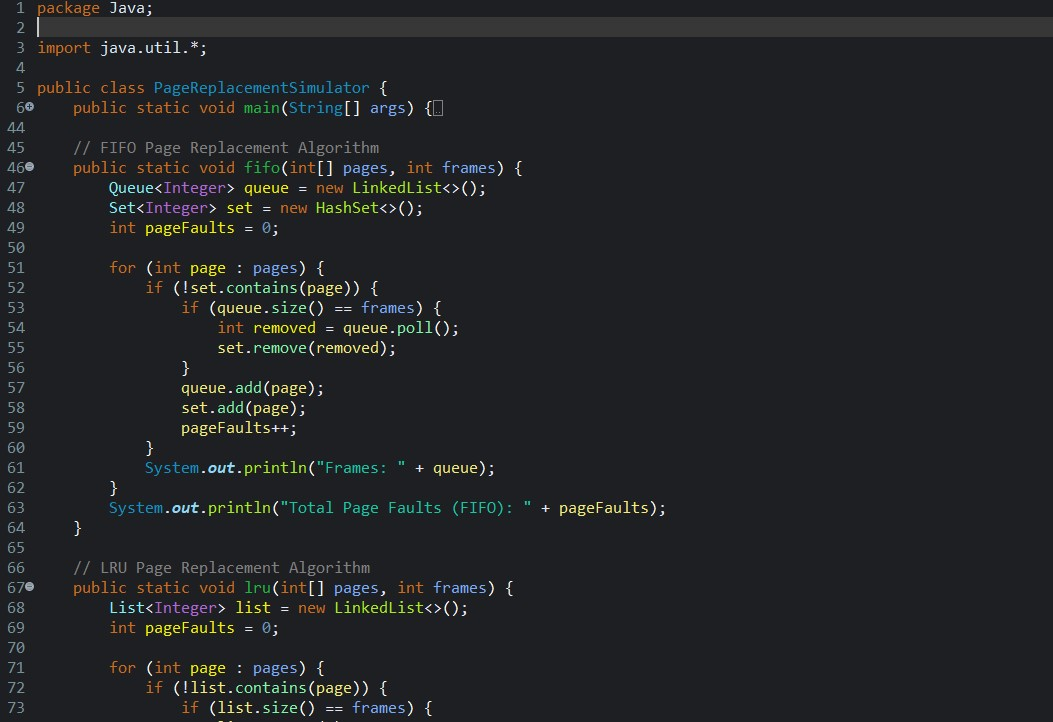 1 package Java;
2
3 import java.util.*;
4
5 public class PageReplacementSimulator {
6 public static void main(String[] args) {
44
45 // FIFO Page Replacement Algorithm
46 public static void fifo(int[] pages, int frames) {
47 Queue<Integer> queue = new LinkedList<>();
48 Set<Integer> set = new HashSet<>();
49 int pageFaults = 0;
50
51 for (int page : pages) {
52 if (!set.contains(page)) {
53 if (queue.size() == frames) {
54 int removed = queue.poll();
55 set.remove(removed);
56 }
57 queue.add(page);
58 set.add(page);
59 pageFaults++;
60 }
61 System.out.println("Frames: " + queue);
62 }
63 System.out.println("Total Page Faults (FIFO): " + pageFaults);
64 }
65
66 // LRU Page Replacement Algorithm
67 public static void lru(int[] pages, int frames) {
68 List<Integer> list = new LinkedList<>();
69 int pageFaults = 0;
70
71 for (int page : pages) {
72 if (!list.contains(page)) {
73 if (list.size() == frames) {